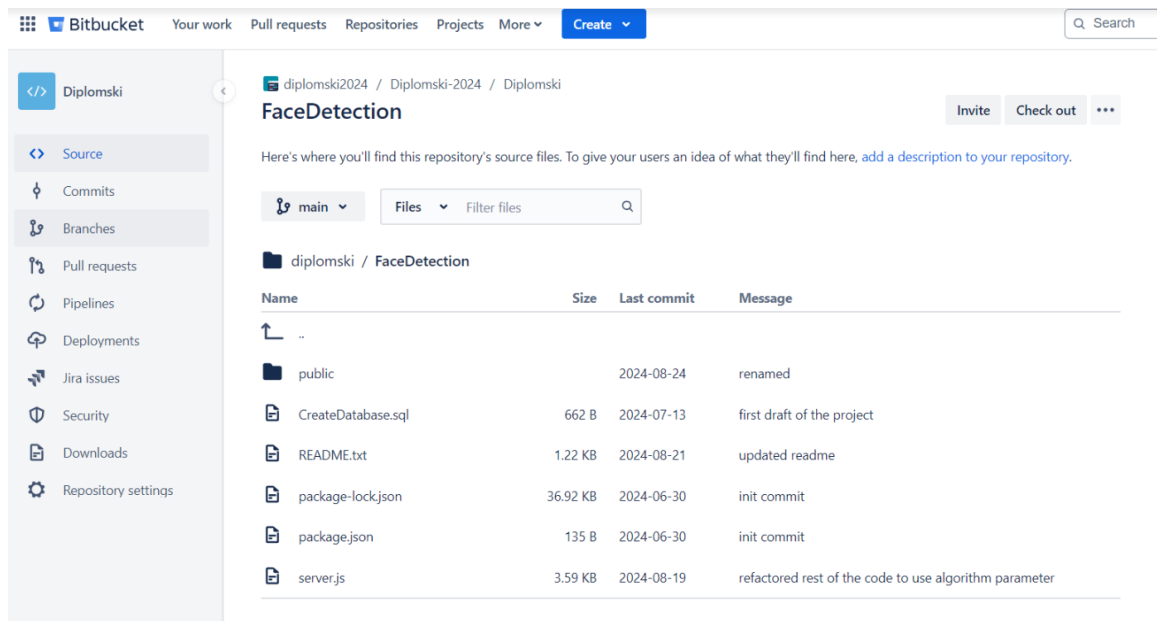 Bitbucket Your work Pull requests Repositories Projects More Create Search
</> Diplomski
Source
Commits
Branches
Pull requests
Pipelines
Deployments
Jira issues
Security
Downloads
Repository settings
diplomski2024 / Diplomski-2024 / Diplomski
FaceDetection
Invite Check out
Here's where you'll find this repository's source files. To give your users an idea of what they'll find here, add a description to your repository.
main Files Filter files
diplomski / FaceDetection
Name Size Last commit Message
..
public 2024-08-24 renamed
CreateDatabase.sql 662 B 2024-07-13 first draft of the project
README.txt 1.22 KB 2024-08-21 updated readme
package-lock.json 36.92 KB 2024-06-30 init commit
package.json 135 B 2024-06-30 init commit
server.js 3.59 KB 2024-08-19 refactored rest of the code to use algorithm parameter